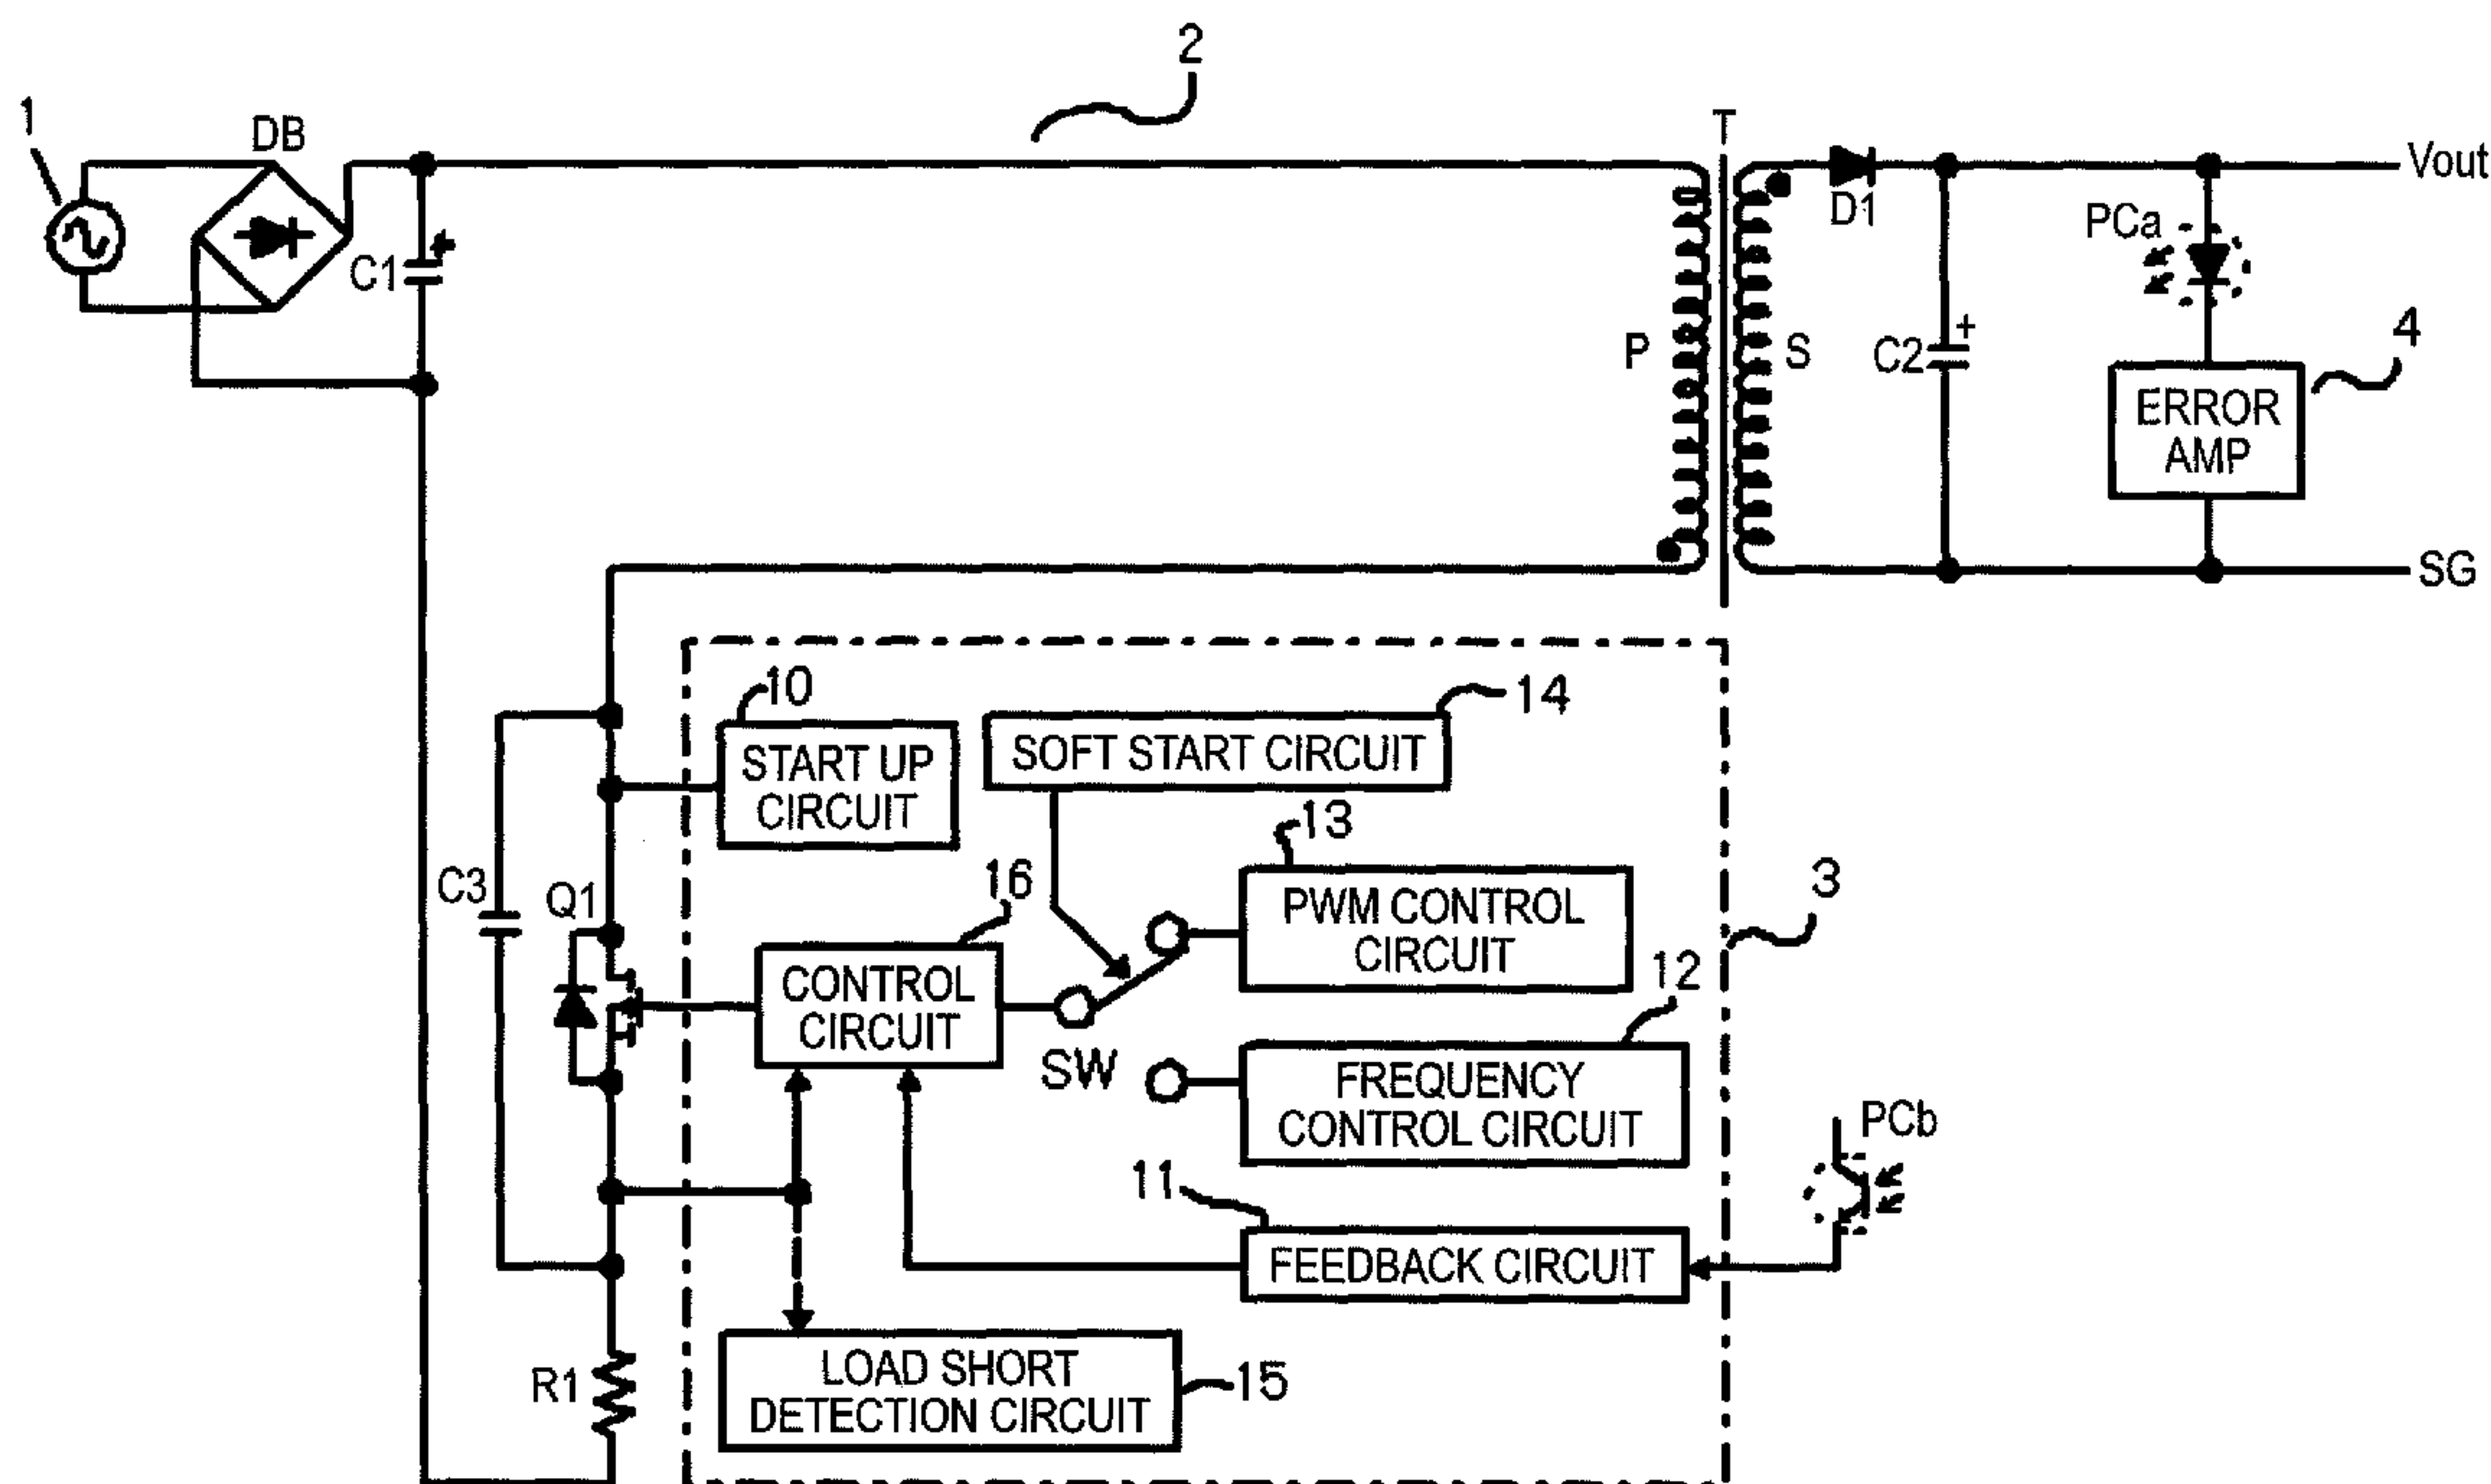 2
1
DB
T
Vout
D1
PCa
C1
P
S
C2
+
4
ERROR
AMP
SG
10
14
START UP
CIRCUIT
SOFT START CIRCUIT
13
C3
Q1
16
3
PWM CONTROL
CIRCUIT
12
CONTROL
CIRCUIT
SW
FREQUENCY
CONTROL CIRCUIT
PCb
11
FEEDBACK CIRCUIT
R1
LOAD SHORT
DETECTION CIRCUIT
15